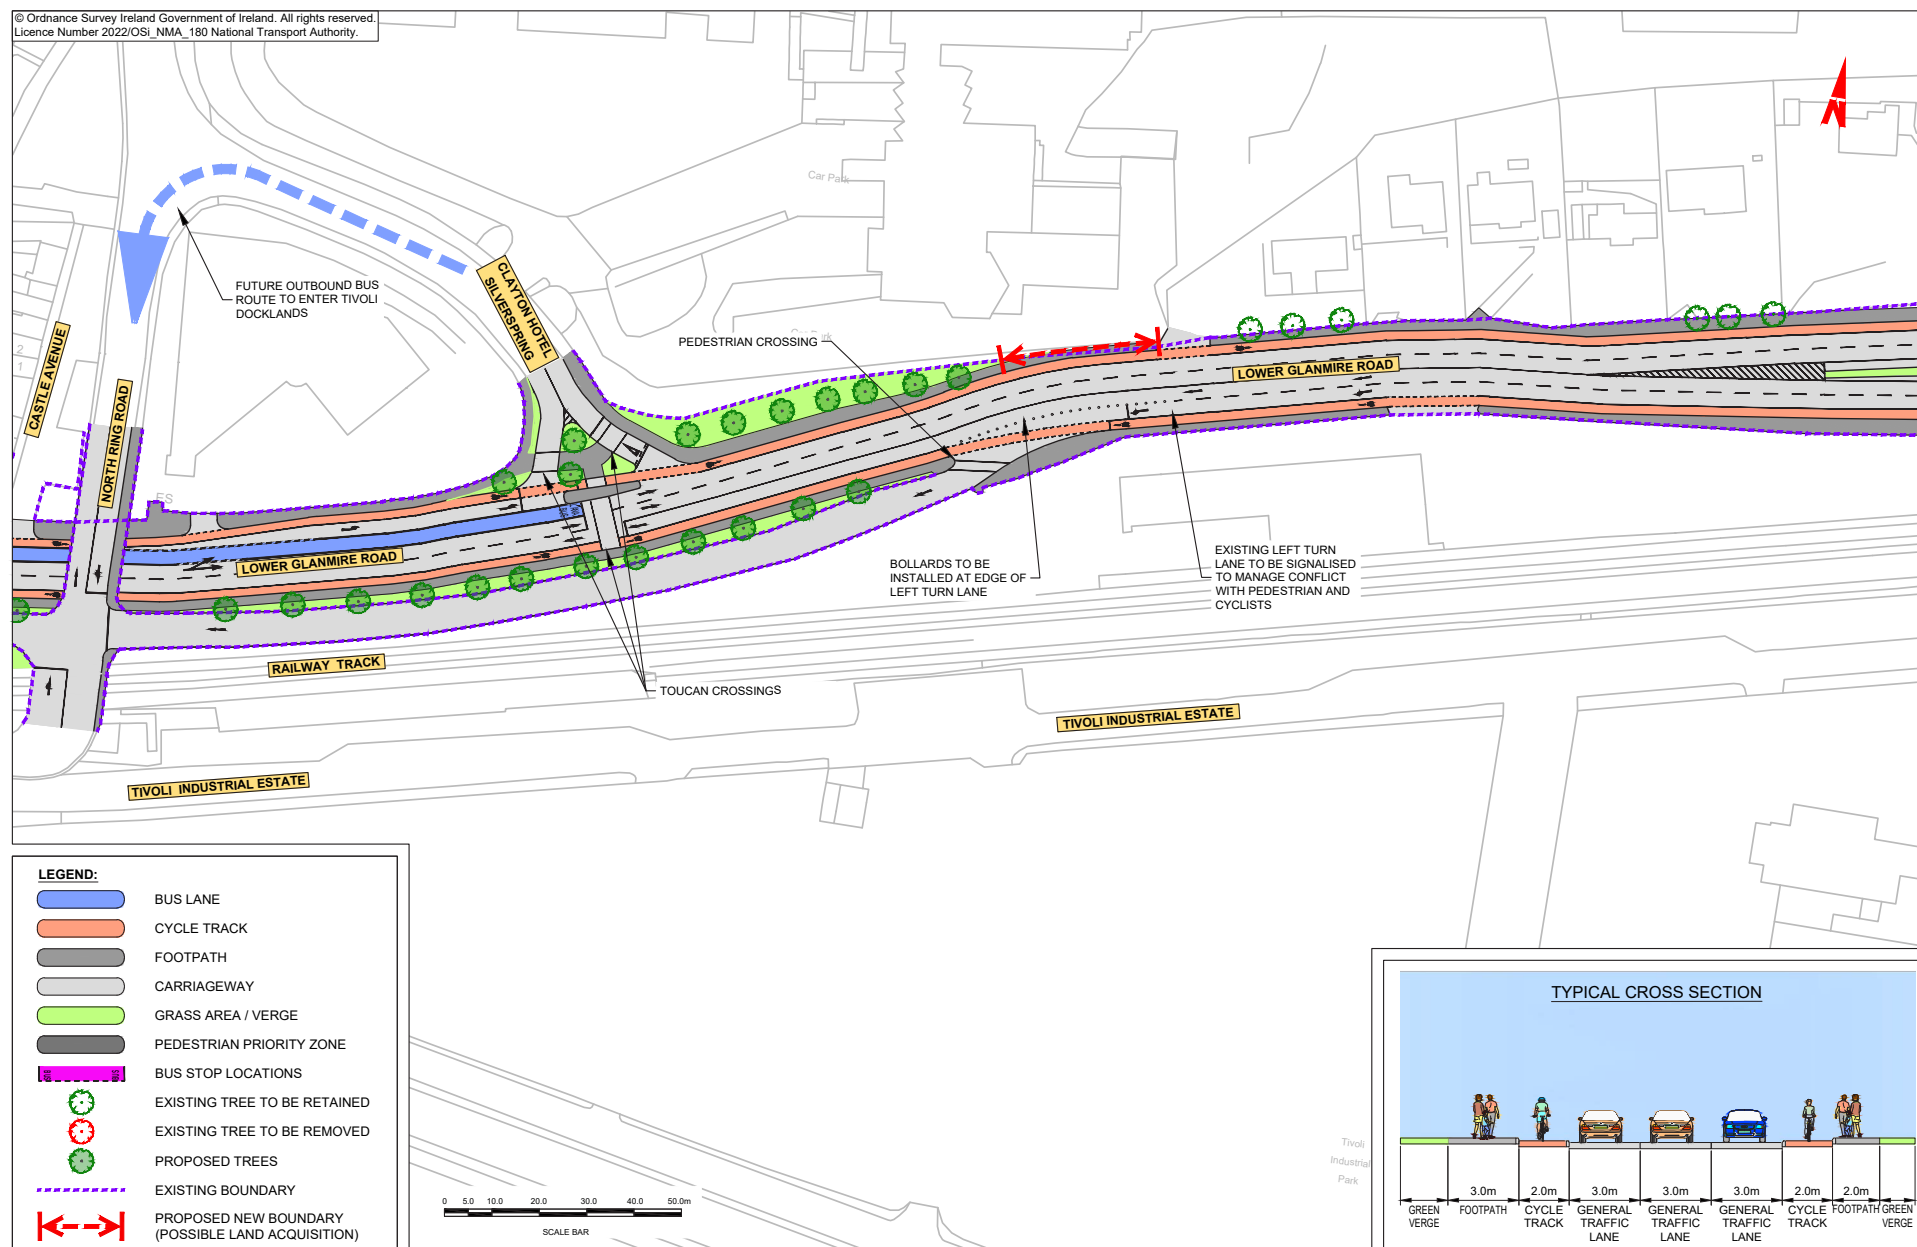 © Ordnance Survey Ireland Government of Ireland. All rights reserved.
Licence Number 2022/OSi_NMA_180 National Transport Authority.
Car Park
FUTURE OUTBOUND BUS
ROUTE TO ENTER TIVOLI
DOCKLANDS
CLAYTON HOTEL
SILVERSPRING
CASTLE AVENUE
2
1
NORTH RING ROAD
ES
PEDESTRIAN CROSSING
LOWER GLANMIRE ROAD
LOWER GLANMIRE ROAD
BOLLARDS TO BE
INSTALLED AT EDGE OF
LEFT TURN LANE
EXISTING LEFT TURN
LANE TO BE SIGNALISED
TO MANAGE CONFLICT
WITH PEDESTRIAN AND
CYCLISTS
RAILWAY TRACK
TOUCAN CROSSINGS
TIVOLI INDUSTRIAL ESTATE
TIVOLI INDUSTRIAL ESTATE
LEGEND:
BUS LANE
CYCLE TRACK
FOOTPATH
CARRIAGEWAY
GRASS AREA / VERGE
PEDESTRIAN PRIORITY ZONE
BUS STOP LOCATIONS
EXISTING TREE TO BE RETAINED
EXISTING TREE TO BE REMOVED
PROPOSED TREES
EXISTING BOUNDARY
PROPOSED NEW BOUNDARY
(POSSIBLE LAND ACQUISITION)
0 5.0 10.0 20.0 30.0 40.0 50.0m
SCALE BAR
Tivoli
Industrial
Park
TYPICAL CROSS SECTION
3.0m 2.0m 3.0m 3.0m 3.0m 2.0m 2.0m
GREEN VERGE
FOOTPATH
CYCLE TRACK
GENERAL TRAFFIC LANE
GENERAL TRAFFIC LANE
GENERAL TRAFFIC LANE
CYCLE TRACK
FOOTPATH
GREEN VERGE